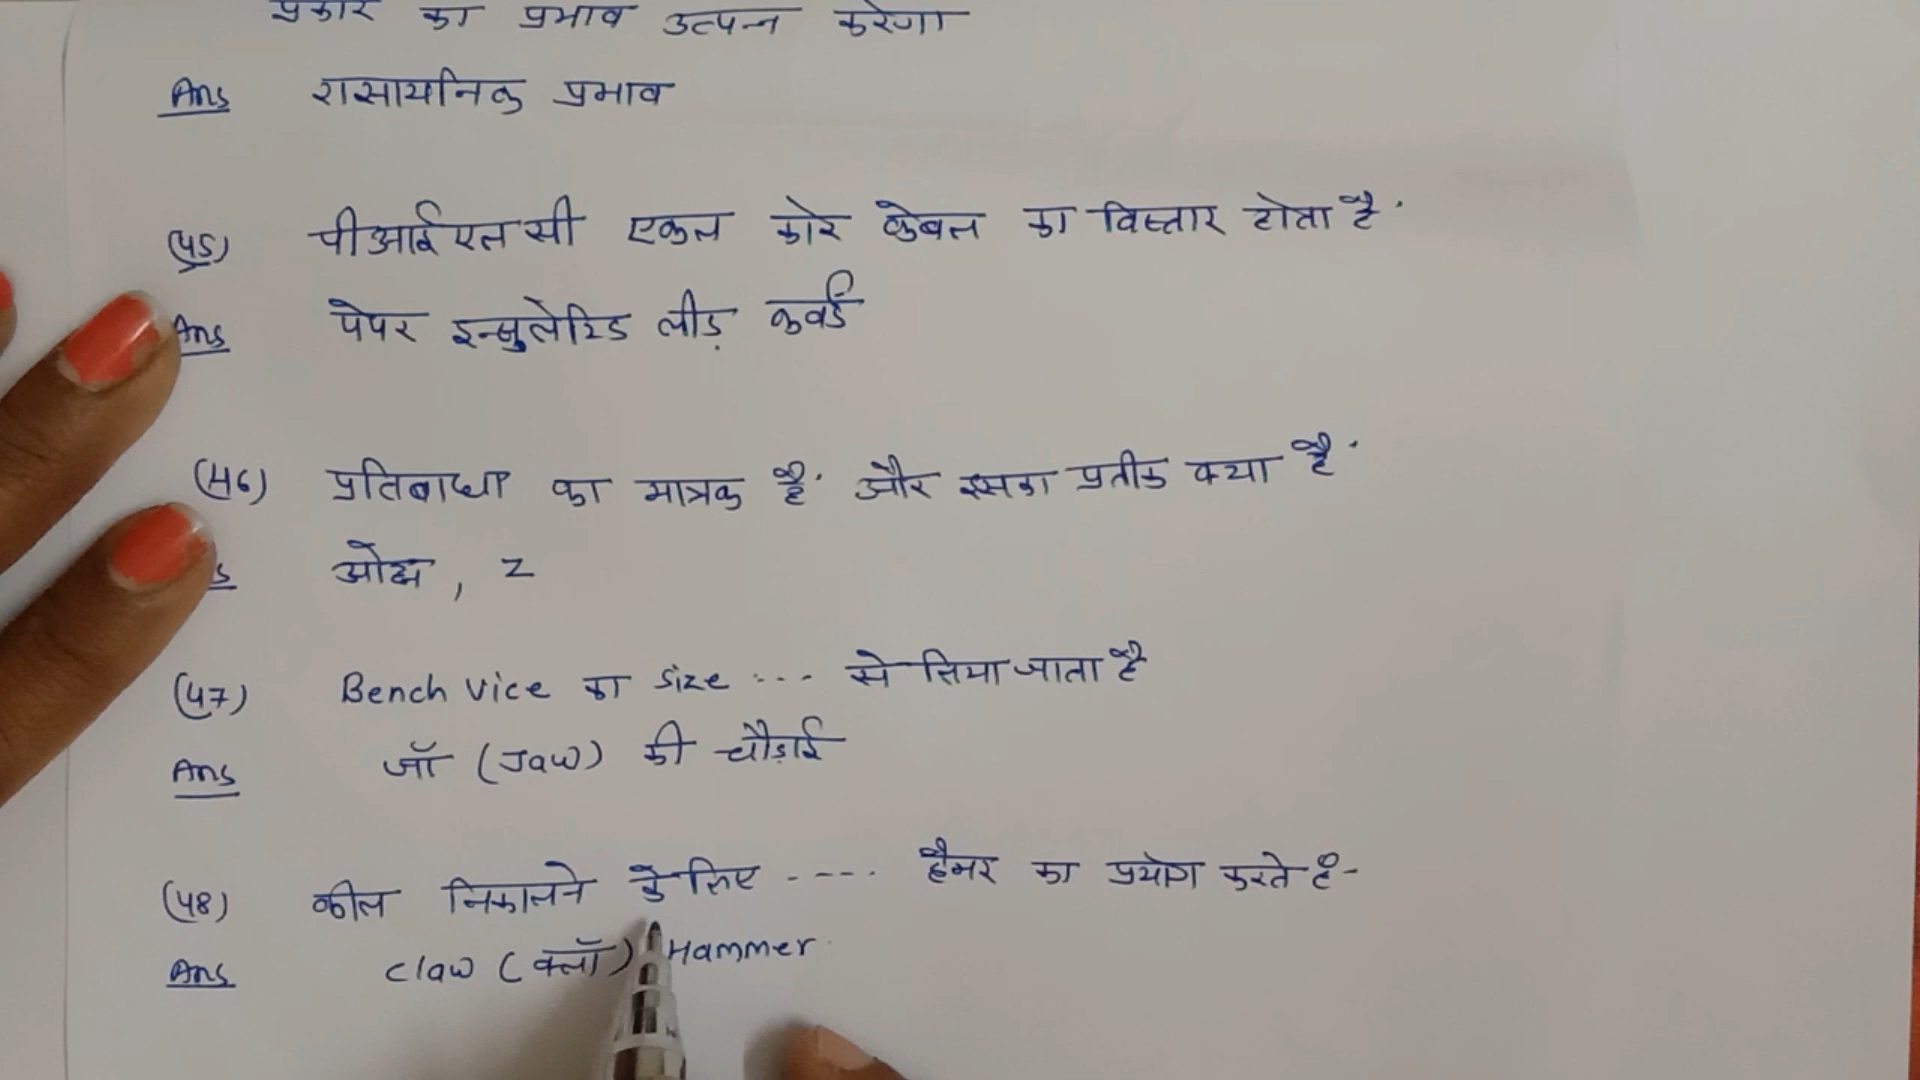 प्रकार का प्रभाव उत्पन्न करेगा
Ans रासायनिक प्रभाव
(45) पीआईएलसी एकल कोर केबल का विस्तार होता है.
Ans पेपर इन्सुलेटिड लीड़ कवर्ड
(46) प्रतिबाधा का मात्रक है. और इसका प्रतीक क्या है.
s ओह्म, Z
(47) Bench vice का size .... से लिया जाता है
Ans जॉ (Jaw) की चौड़ाई
(48) कील निकालने के लिए ---- हैमर का प्रयोग करते है-
Ans claw (क्लॉ) Hammer